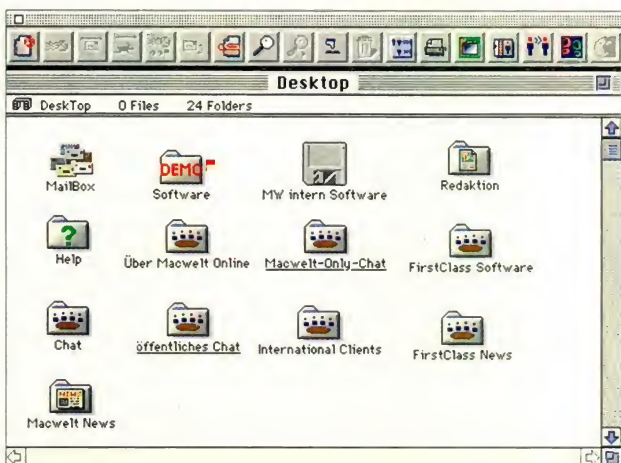 Desktop
DeskTop 0 Files 24 Folders
MailBox
DEMO
Software
MW intern Software
Redaktion
Help
Über Macwelt Online
Macwelt-Only-Chat
FirstClass Software
Chat
öffentliches Chat
International Clients
FirstClass News
Macwelt News